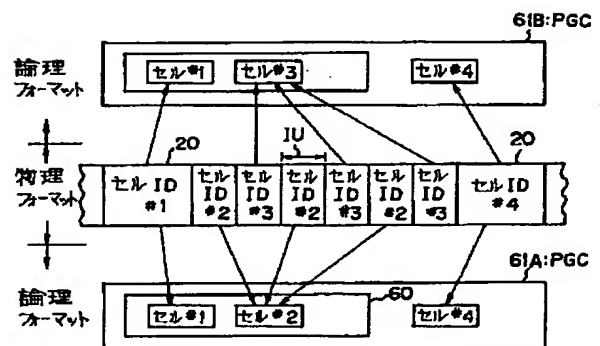 61B:PGC
論理
フォーマット
セル#1 セル#3 セル#4
20 IU 20
物理
フォーマット
セル ID #1
セル ID #2
セル ID #3
セル ID #2
セル ID #3
セル ID #2
セル ID #3
セル ID #4
61A:PGC
論理
フォーマット
60
セル#1 セル#2 セル#4